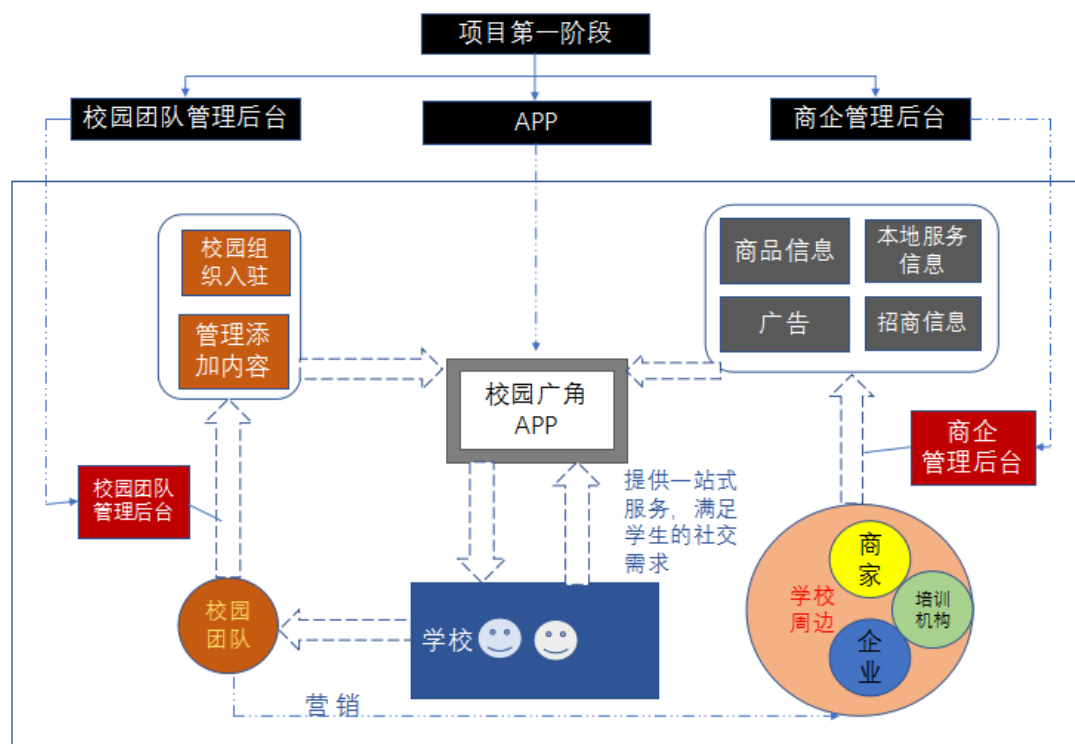 项目第一阶段
校园团队管理后台
APP
商企管理后台
校园组
织入驻
管理添
加内容
商品信息
本地服务
信息
广告
招商信息
校园广角
APP
商企
管理后台
校园团队
管理后台
提供一站式
服务，满足
学生的社交
需求
校园
团队
学校
学校
周边
商
家
培训
机构
企
业
营销